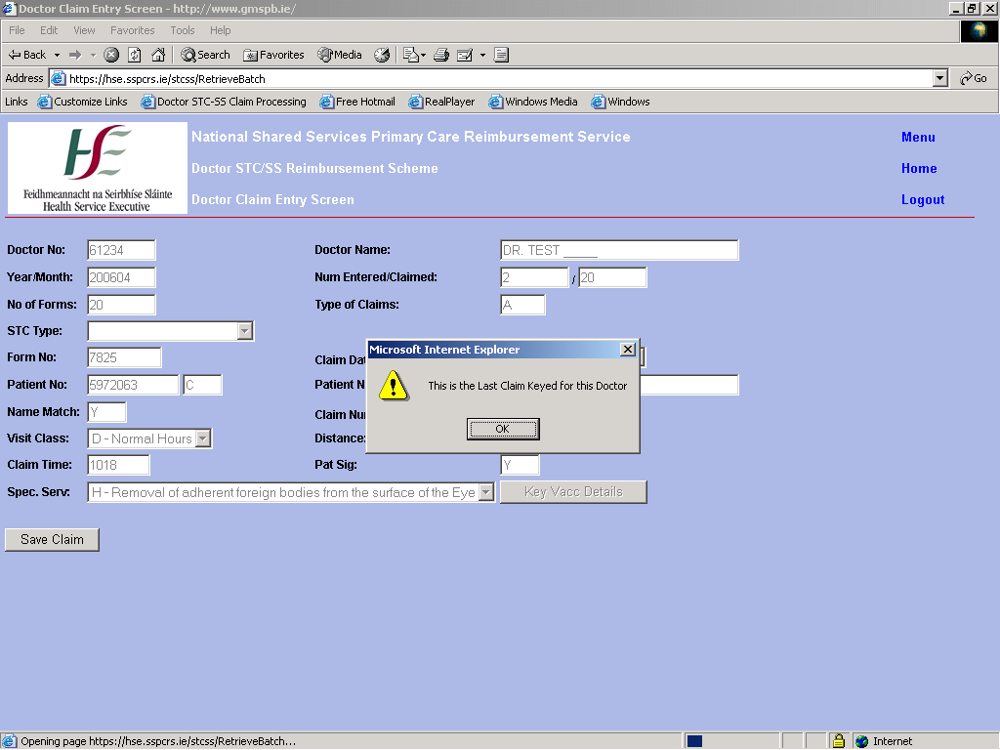 Doctor Claim Entry Screen - http://www.gmspb.ie/
File Edit View Favorites Tools Help
Back Search Favorites Media
Address https://hse.sspcrs.ie/stcss/RetrieveBatch Go
Links Customize Links Doctor STC-SS Claim Processing Free Hotmail RealPlayer Windows Media Windows
HSE
Feidhmeannacht na Seirbhíse Sláinte
Health Service Executive
National Shared Services Primary Care Reimbursement Service
Doctor STC/SS Reimbursement Scheme
Doctor Claim Entry Screen
Menu
Home
Logout
Doctor No: 61234 Doctor Name: DR. TEST _____
Year/Month: 200604 Num Entered/Claimed: 2 / 20
No of Forms: 20 Type of Claims: A
STC Type:
Form No: 7825 Claim Dat
Patient No: 5972063 C Patient N
Name Match: Y Claim Nu
Visit Class: D - Normal Hours Distance:
Claim Time: 1018 Pat Sig: Y
Spec. Serv: H - Removal of adherent foreign bodies from the surface of the Eye Key Vacc Details
Save Claim
Microsoft Internet Explorer
This is the Last Claim Keyed for this Doctor
OK
Opening page https://hse.sspcrs.ie/stcss/RetrieveBatch... Internet